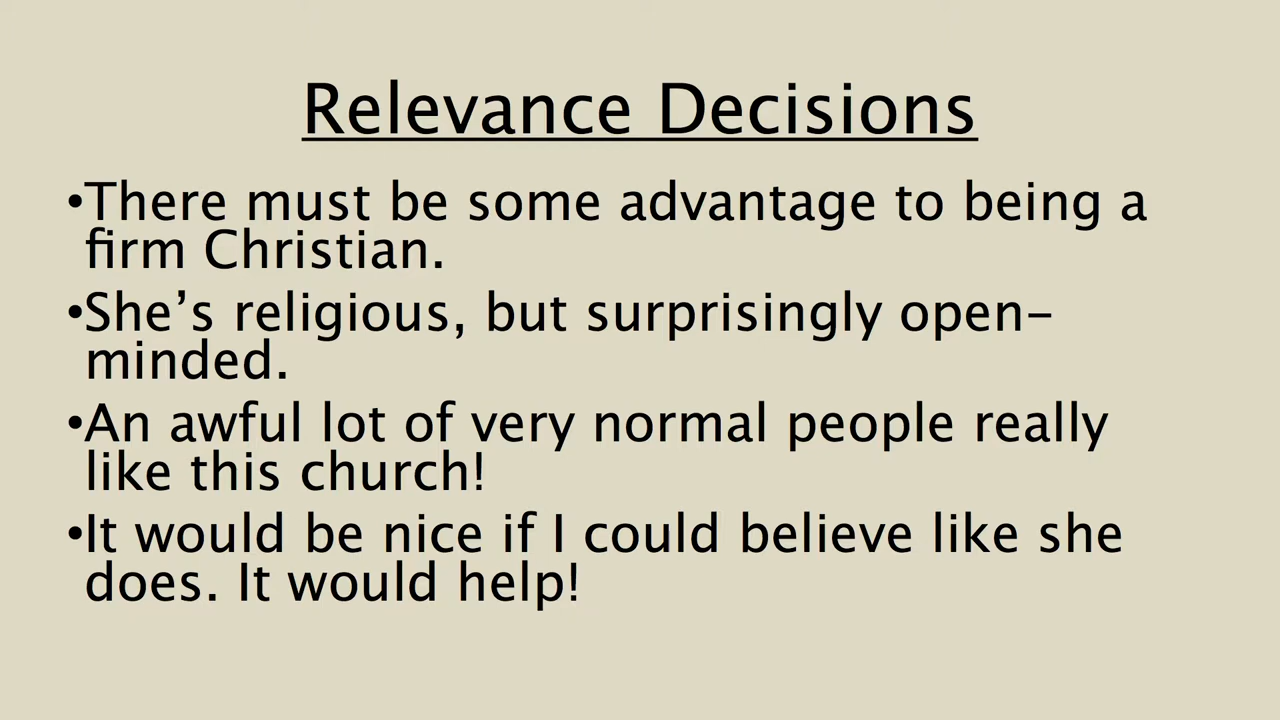 Relevance Decisions
•There must be some advantage to being a
firm Christian.
•She’s religious, but surprisingly open-
minded.
•An awful lot of very normal people really
like this church!
•It would be nice if I could believe like she
does. It would help!